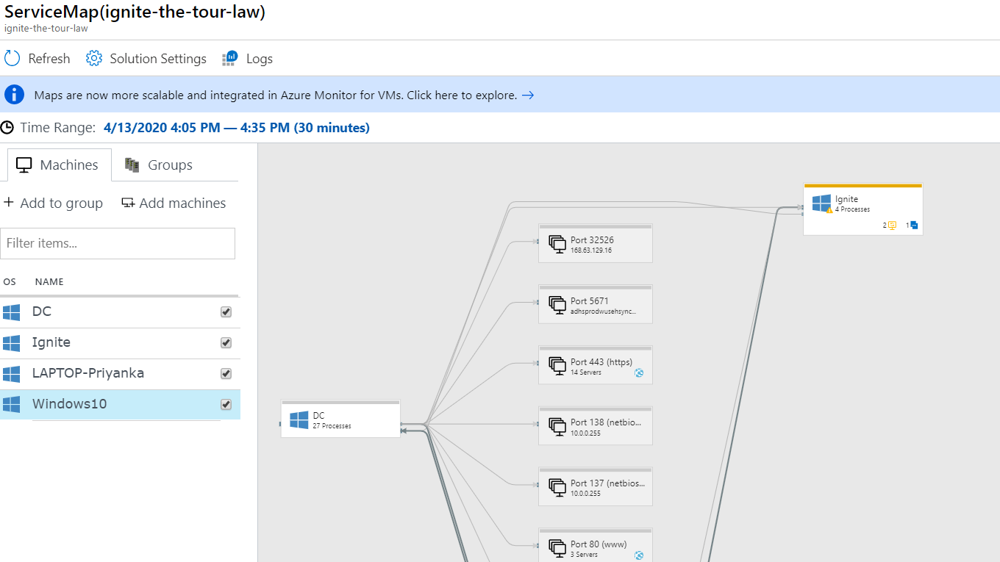 ServiceMap(ignite-the-tour-law)
ignite-the-tour-law
Refresh
Solution Settings
Logs
Maps are now more scalable and integrated in Azure Monitor for VMs. Click here to explore. →
Time Range: 4/13/2020 4:05 PM — 4:35 PM (30 minutes)
Machines
Groups
+ Add to group
Add machines
Filter items...
OS NAME
DC
Ignite
LAPTOP-Priyanka
Windows10
DC
27 Processes
Port 32526
168.63.129.16
Port 5671
adhsprodwusehsync...
Port 443 (https)
14 Servers
Port 138 (netbio...
10.0.0.255
Port 137 (netbios...
10.0.0.255
Port 80 (www)
3 Servers
Ignite
4 Processes
2 1